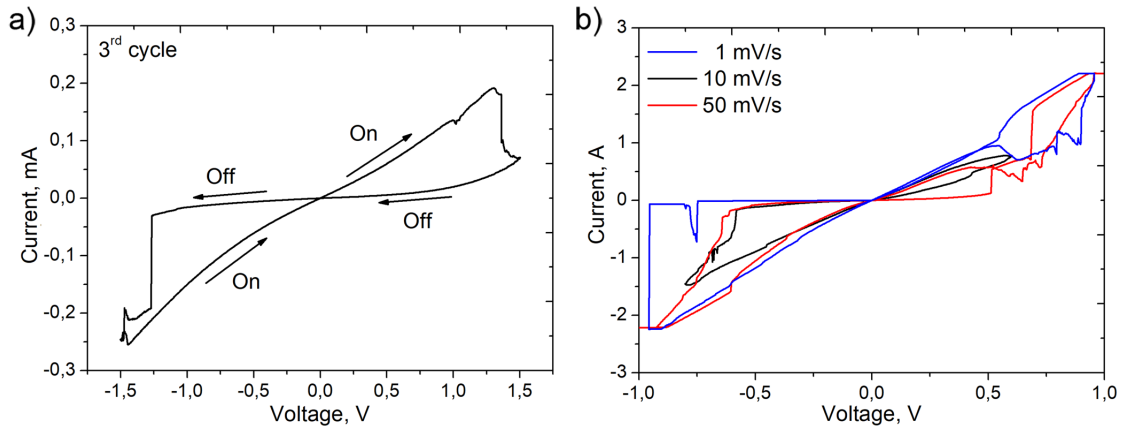 a)
3rd cycle
On
Off
Off
On
0,3
0,2
0,1
0,0
-0,1
-0,2
-0,3
Current, mA
-1,5
-1,0
-0,5
0,0
0,5
1,0
1,5
Voltage, V
b)
1 mV/s
10 mV/s
50 mV/s
3
2
1
0
-1
-2
-3
Current, A
-1,0
-0,5
0,0
0,5
1,0
Voltage, V